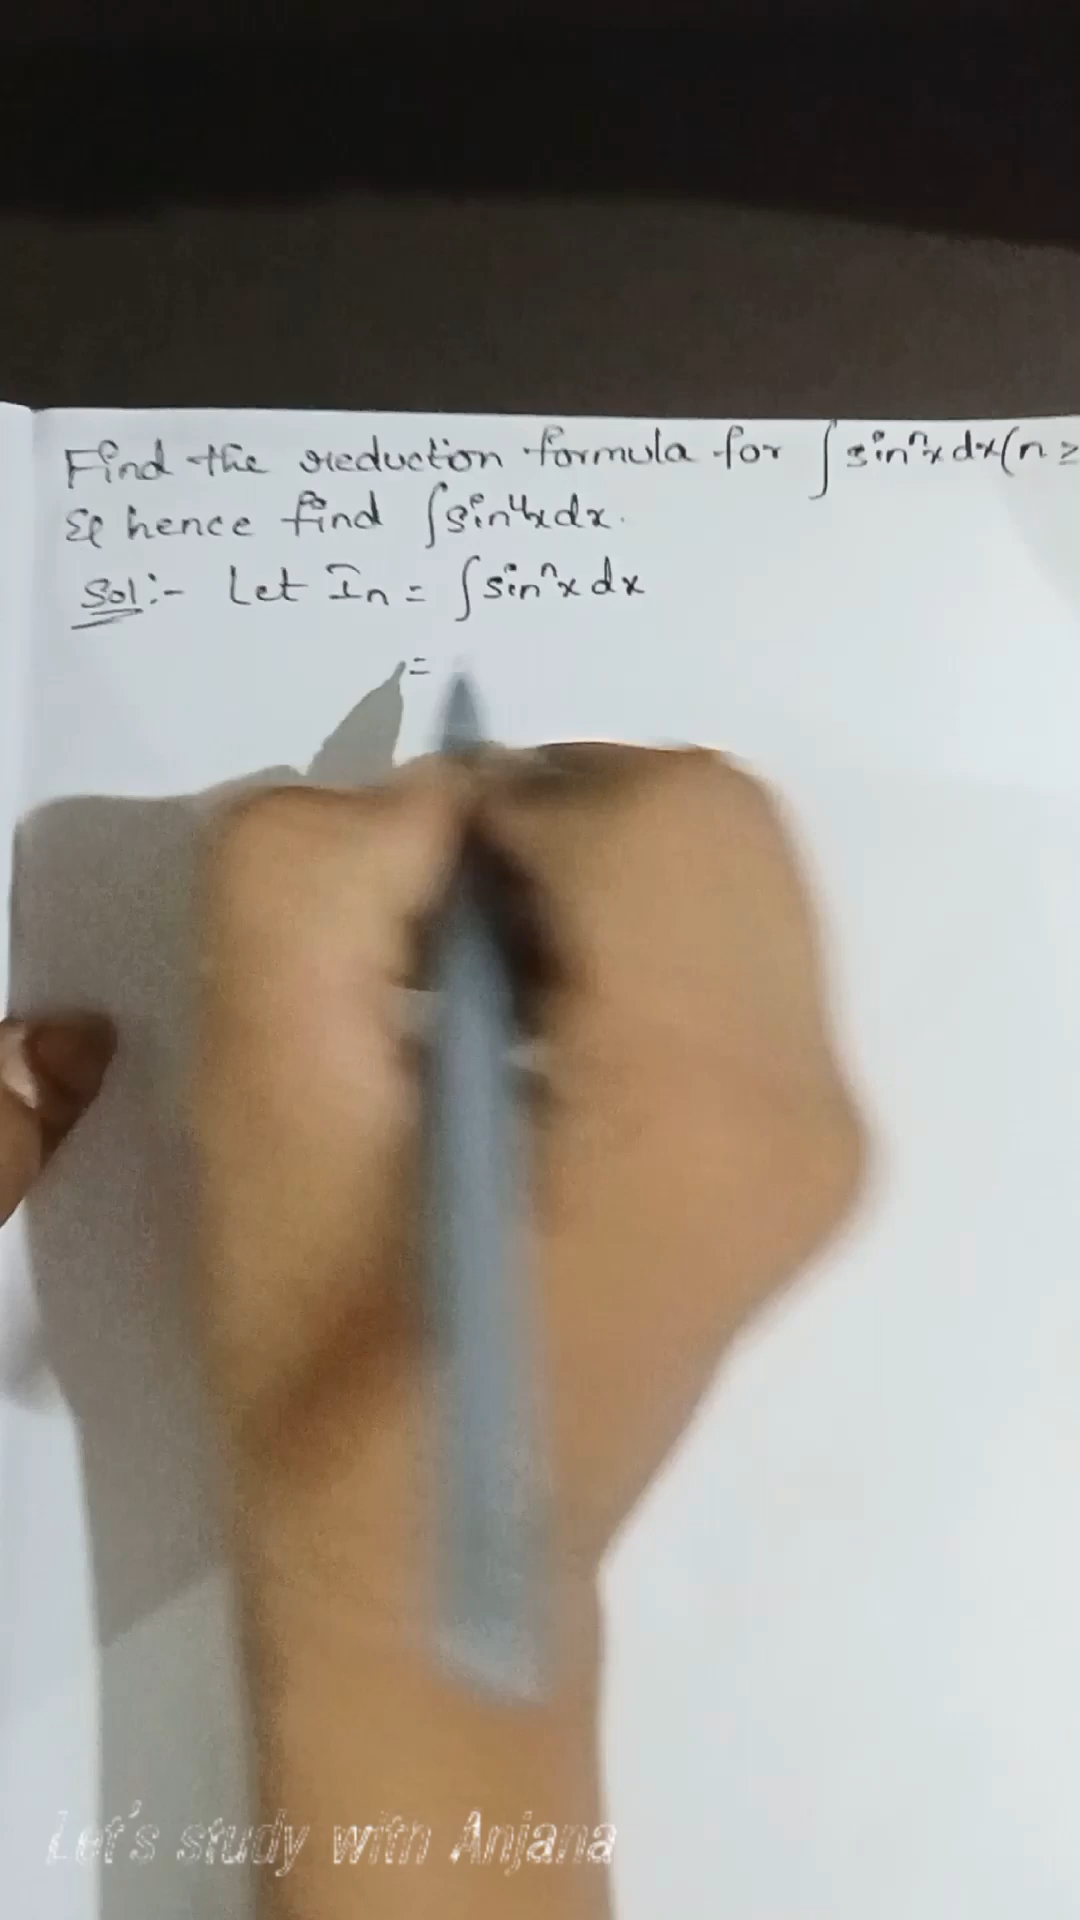 Find the reduction formula for ∫sinⁿx dx (n ≥
& hence find ∫sin⁴x dx.
Sol:- Let Iₙ = ∫sinⁿx dx
=
Let's study with Anjana